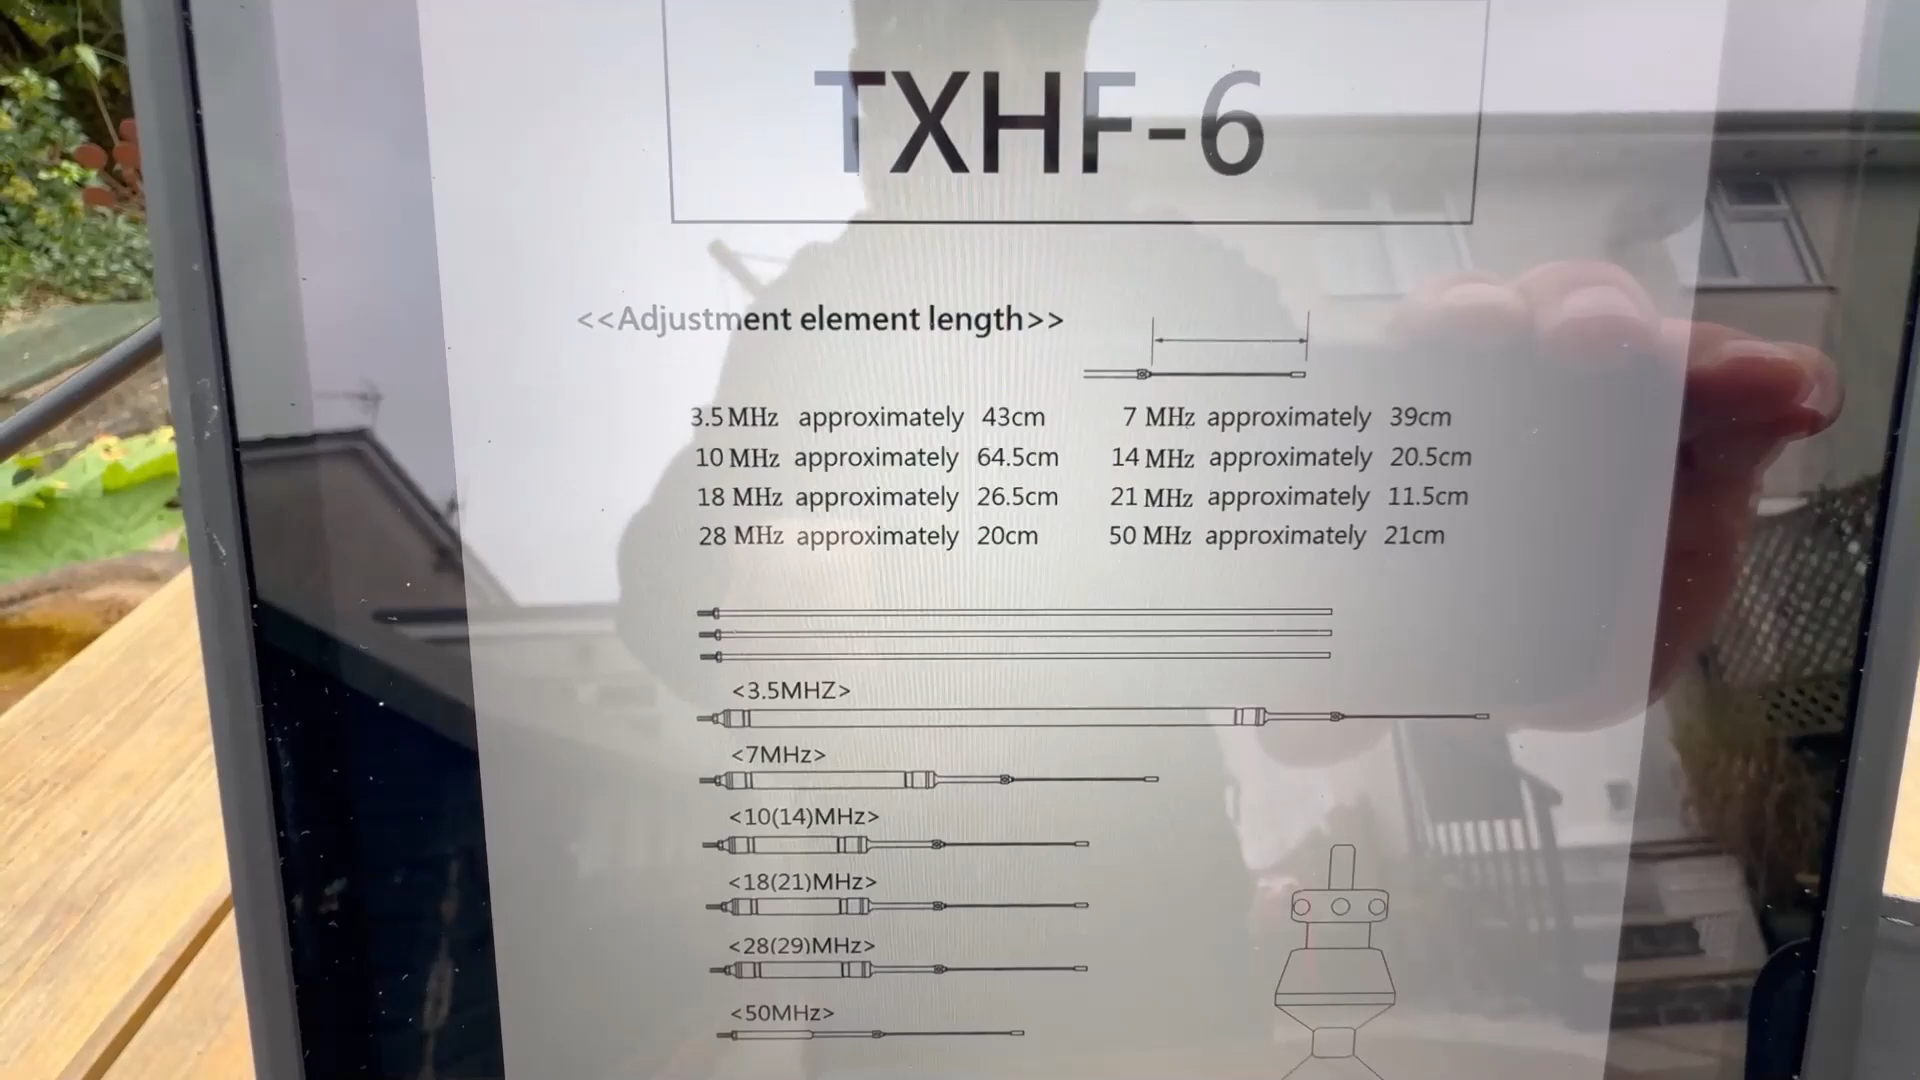 TXHF-6
<<Adjustment element length>>
3.5 MHz approximately 43cm 7 MHz approximately 39cm
10 MHz approximately 64.5cm 14 MHz approximately 20.5cm
18 MHz approximately 26.5cm 21 MHz approximately 11.5cm
28 MHz approximately 20cm 50 MHz approximately 21cm
<3.5MHZ>
<7MHz>
<10(14)MHz>
<18(21)MHz>
<28(29)MHz>
<50MHz>